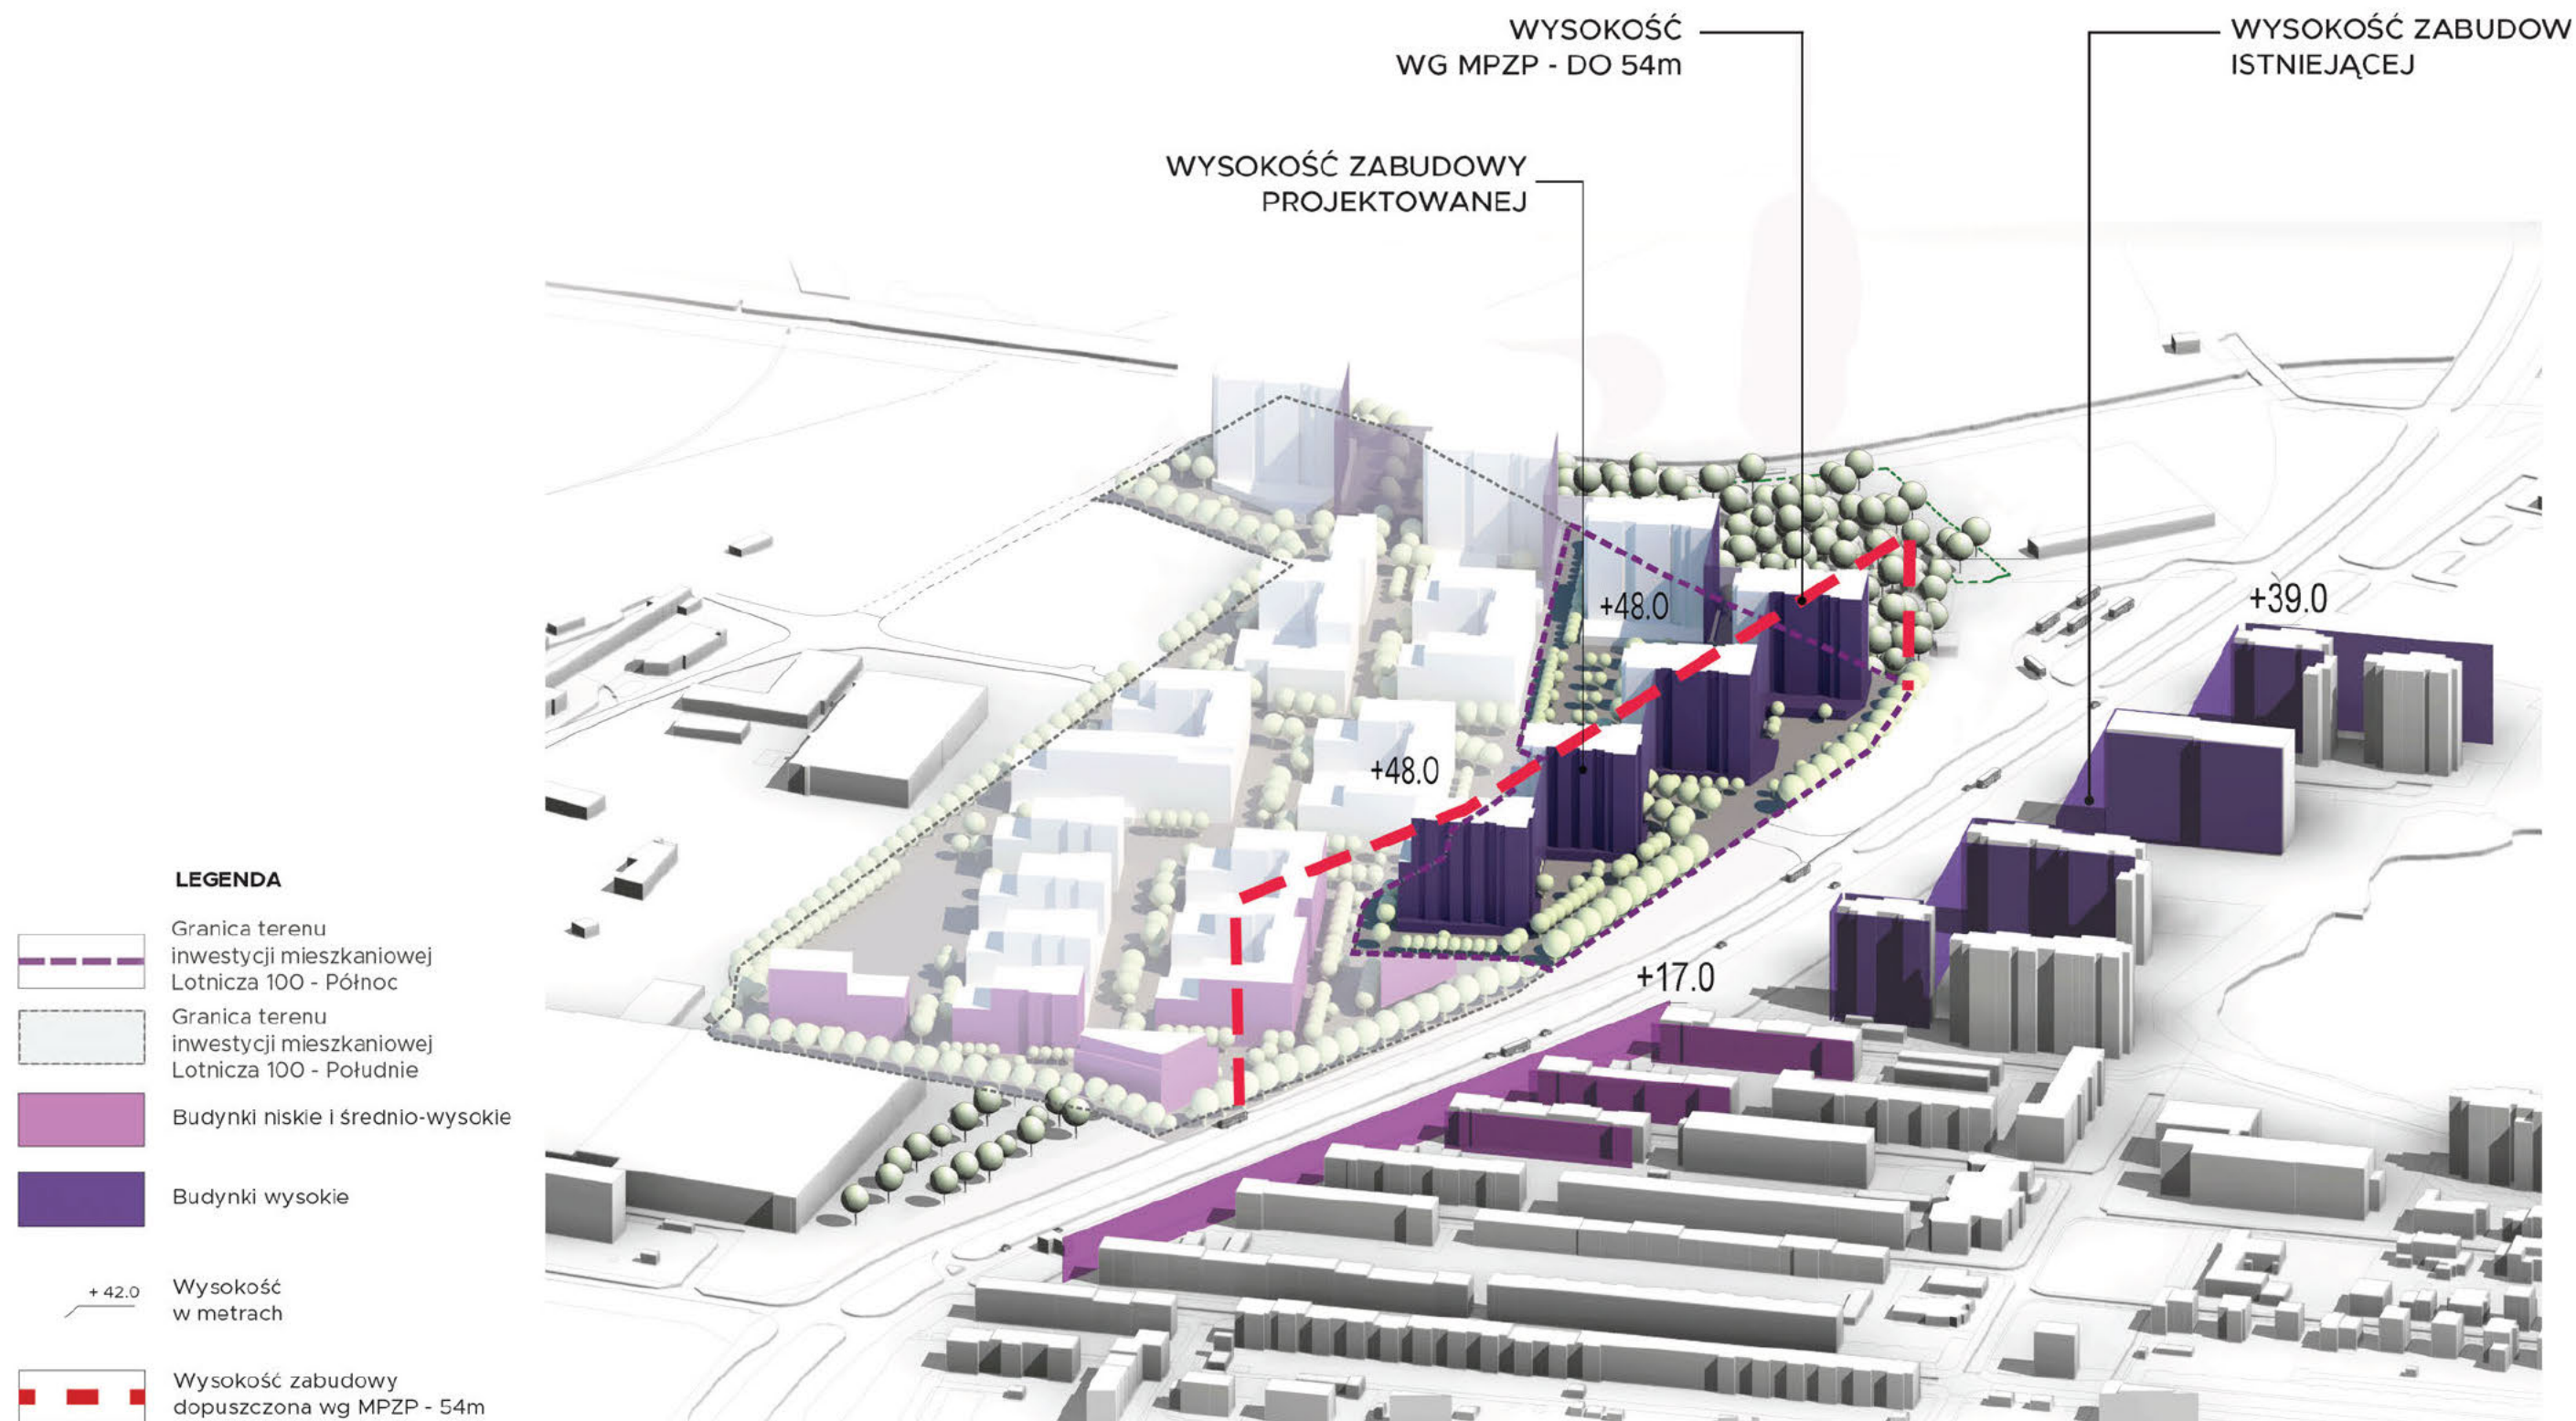 WYSOKOŚĆ
WG MPZP - DO 54m
WYSOKOŚĆ ZABUDOW
ISTNIEJĄCEJ
WYSOKOŚĆ ZABUDOWY
PROJEKTOWANEJ
+48.0
+39.0
+48.0
+17.0
LEGENDA
Granica terenu
inwestycji mieszkaniowej
Lotnicza 100 - Północ
Granica terenu
inwestycji mieszkaniowej
Lotnicza 100 - Południe
Budynki niskie i średnio-wysokie
Budynki wysokie
+ 42.0
Wysokość
w metrach
Wysokość zabudowy
dopuszczona wg MPZP - 54m